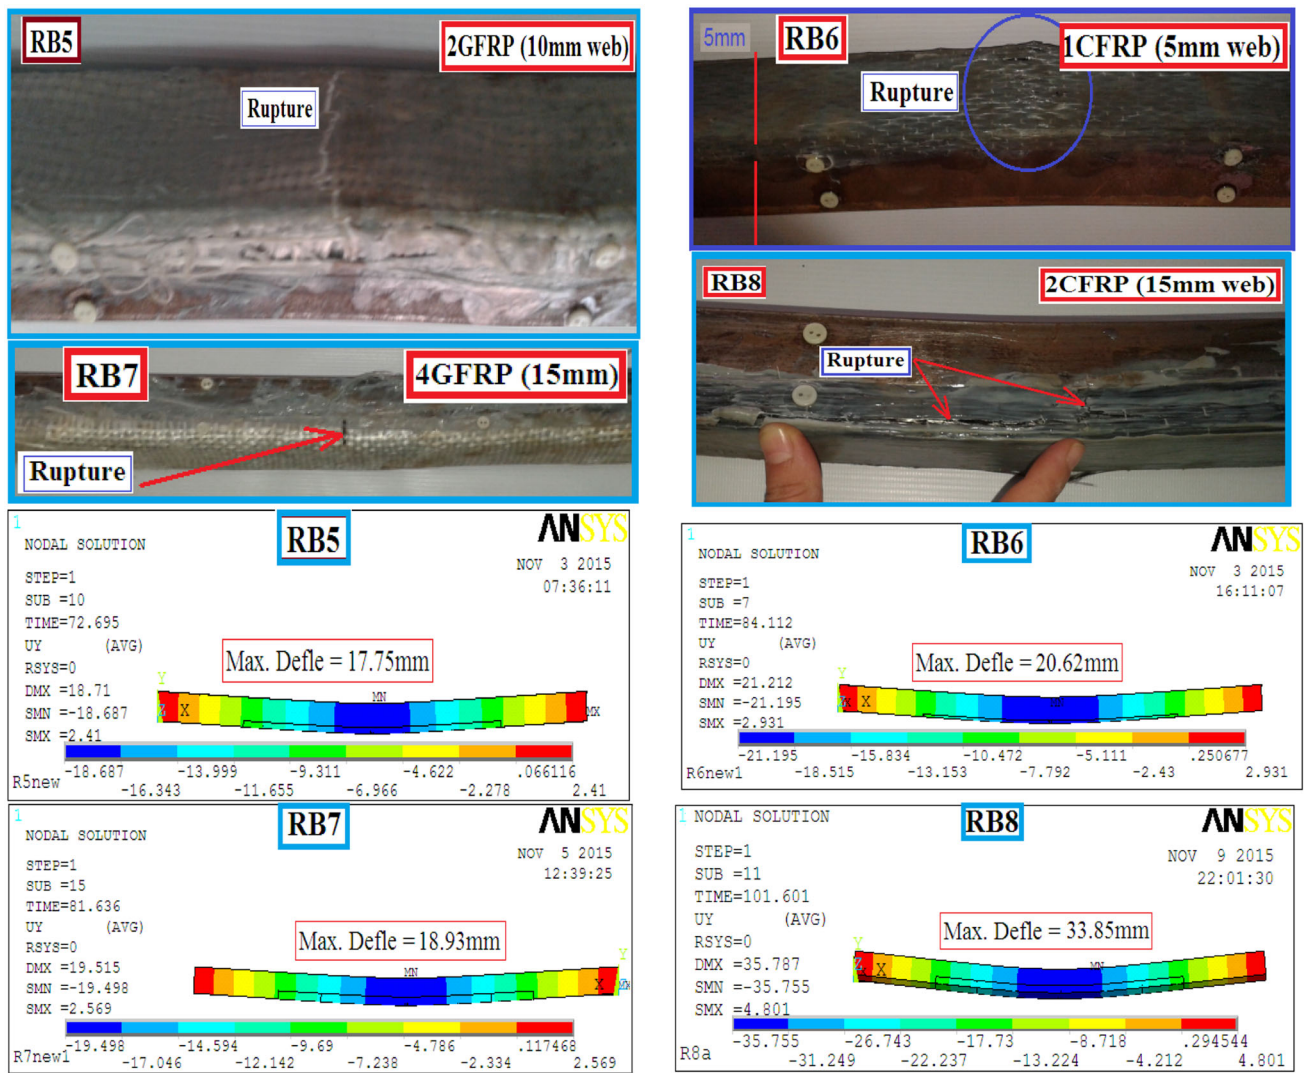 RB5
2GFRP (10mm web)
Rupture
5mm
RB6
1CFRP (5mm web)
Rupture
RB7
4GFRP (15mm)
Rupture
RB8
2CFRP (15mm web)
Rupture
1
RB5
ANSYS
NODAL SOLUTION
NOV 3 2015
07:36:11
STEP=1
SUB =10
TIME=72.695
UY (AVG)
RSYS=0
DMX =18.71
SMN =-18.687
SMX =2.41
Max. Defle = 17.75mm
Y
Z X
MN
MX
-18.687 -13.999 -9.311 -4.622 .066116
-16.343 -11.655 -6.966 -2.278 2.41
R5new
1
RB6
ANSYS
NODAL SOLUTION
NOV 3 2015
16:11:07
STEP=1
SUB =7
TIME=84.112
UY (AVG)
RSYS=0
DMX =21.212
SMN =-21.195
SMX =2.931
Max. Defle = 20.62mm
Y
X
MN
-21.195 -15.834 -10.472 -5.111 .250677
-18.515 -13.153 -7.792 -2.43 2.931
R6new1
1
RB7
ANSYS
NODAL SOLUTION
NOV 5 2015
12:39:25
STEP=1
SUB =15
TIME=81.636
UY (AVG)
RSYS=0
DMX =19.515
SMN =-19.498
SMX =2.569
Max. Defle = 18.93mm
Y
MN
X
MX
-19.498 -14.594 -9.69 -4.786 .117468
-17.046 -12.142 -7.238 -2.334 2.569
R7new1
1
RB8
ANSYS
NODAL SOLUTION
NOV 9 2015
22:01:30
STEP=1
SUB =11
TIME=101.601
UY (AVG)
RSYS=0
DMX =35.787
SMN =-35.755
SMX =4.801
Max. Defle = 33.85mm
Y
Z X
MN
-35.755 -26.743 -17.73 -8.718 .294544
-31.249 -22.237 -13.224 -4.212 4.801
R8a